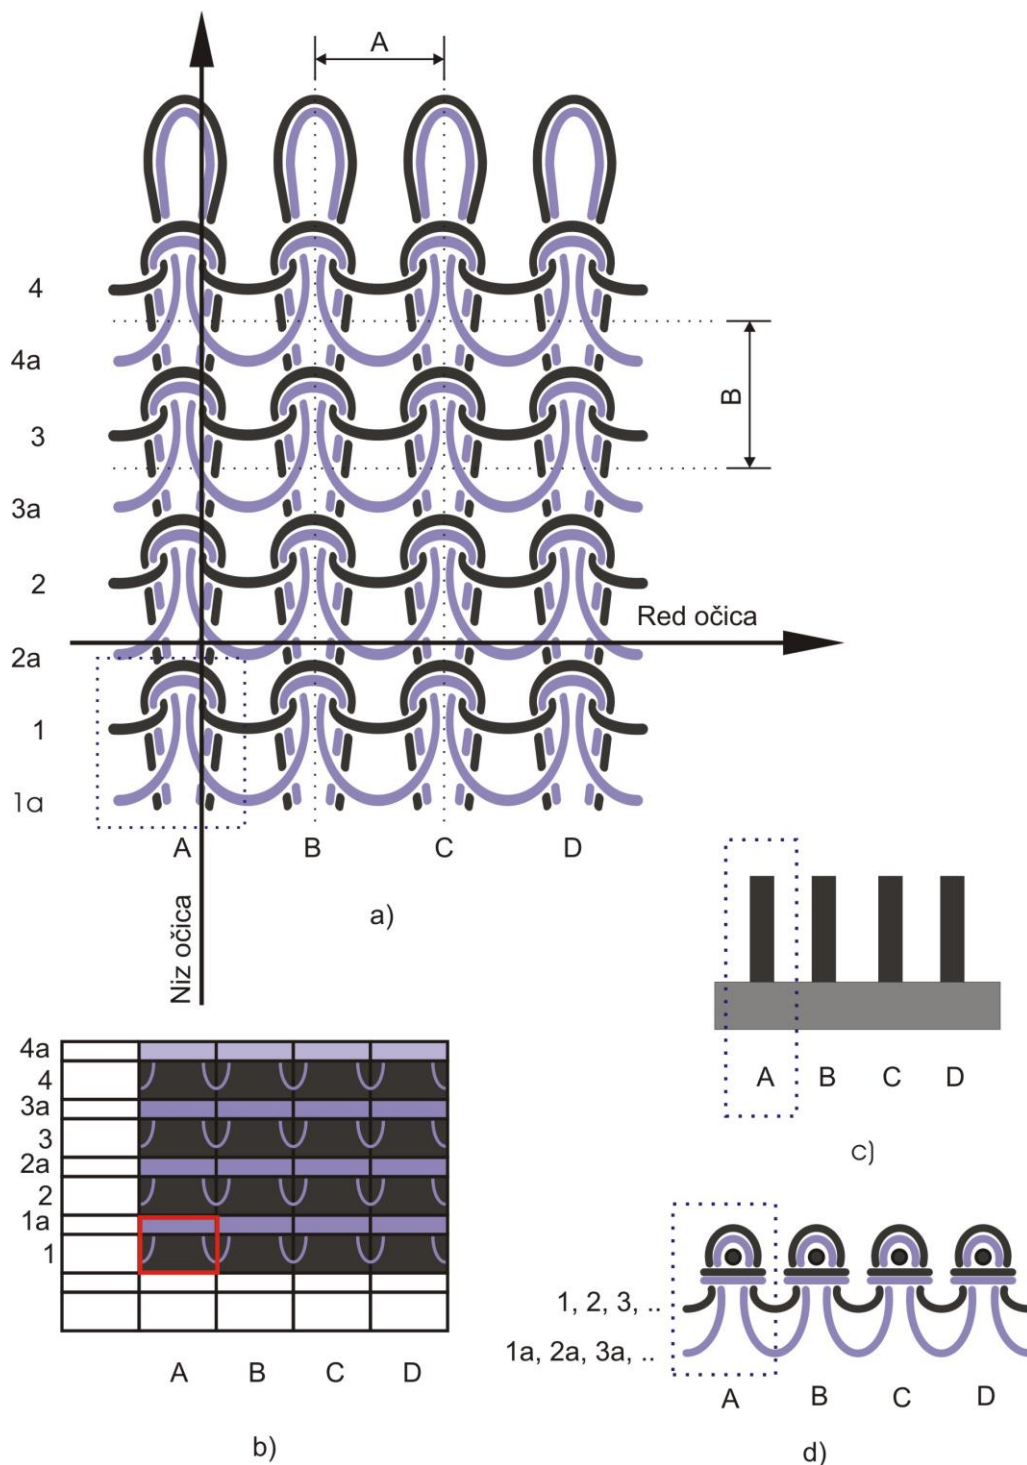 A
4
4a
B
3
3a
2
Red očica
2a
1
1a
A B C D
a)
Niz očica
4a
4
3a
3
2a
2
1a
1
A B C D
b)
A B C D
c)
1, 2, 3, ..
1a, 2a, 3a, ..
A B C D
d)